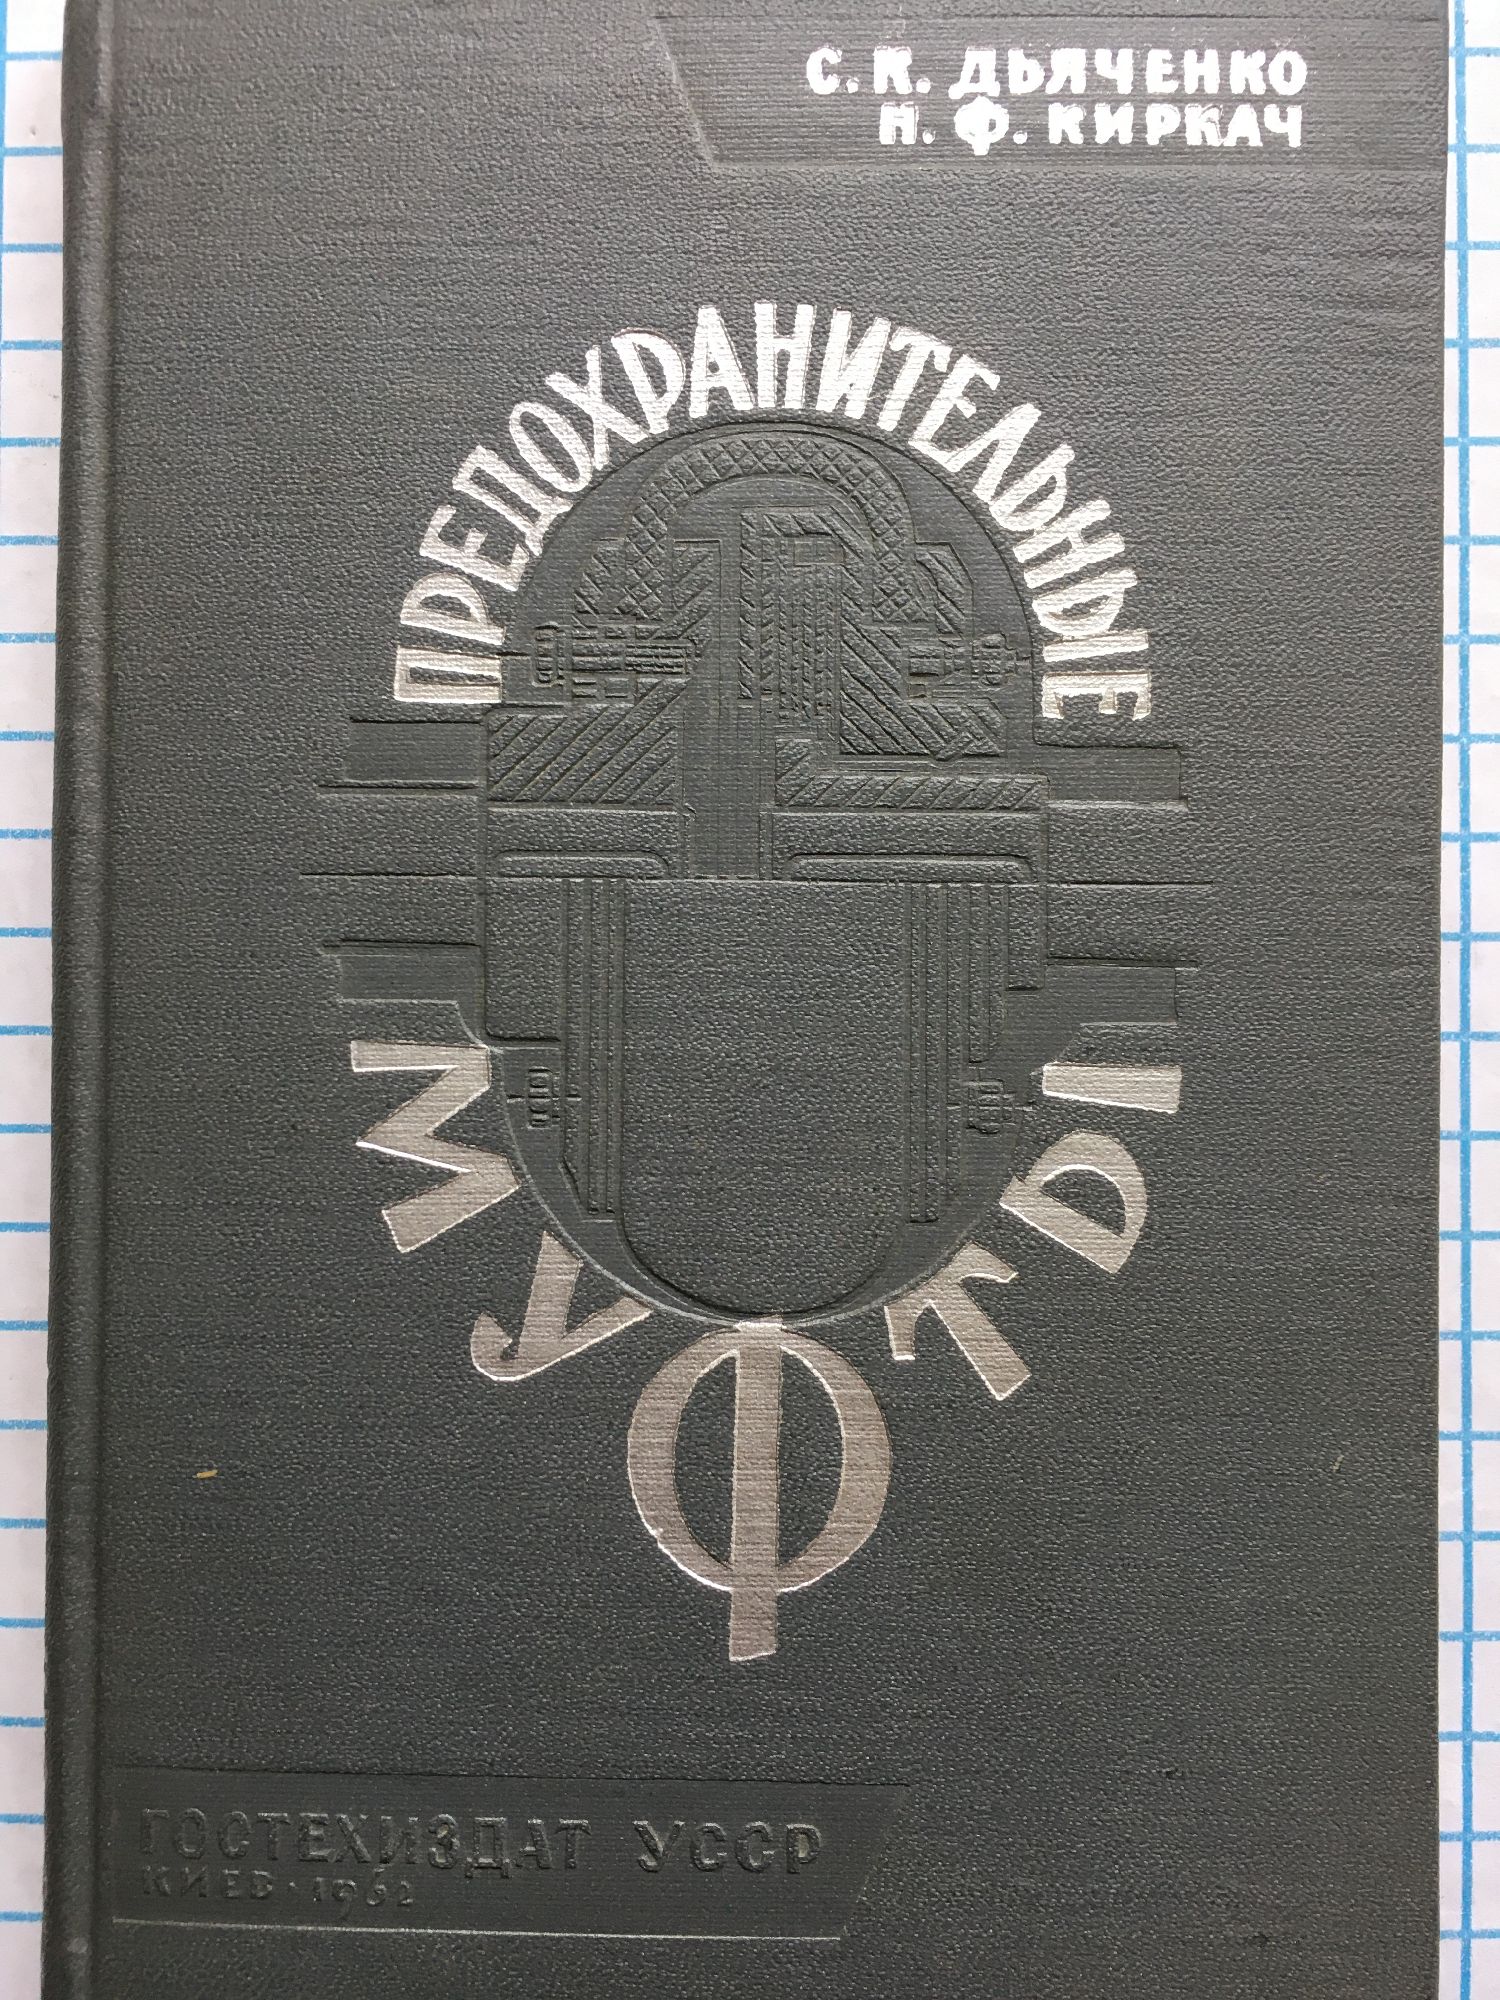 С. К. ДЬЯЧЕНКО
Н. Ф. КИРКАЧ
ПРЕДОХРАНИТЕЛЬНЫЕ
МУФТЫ
ГОСТЕХИЗДАТ УССР
КИЕВ · 1962